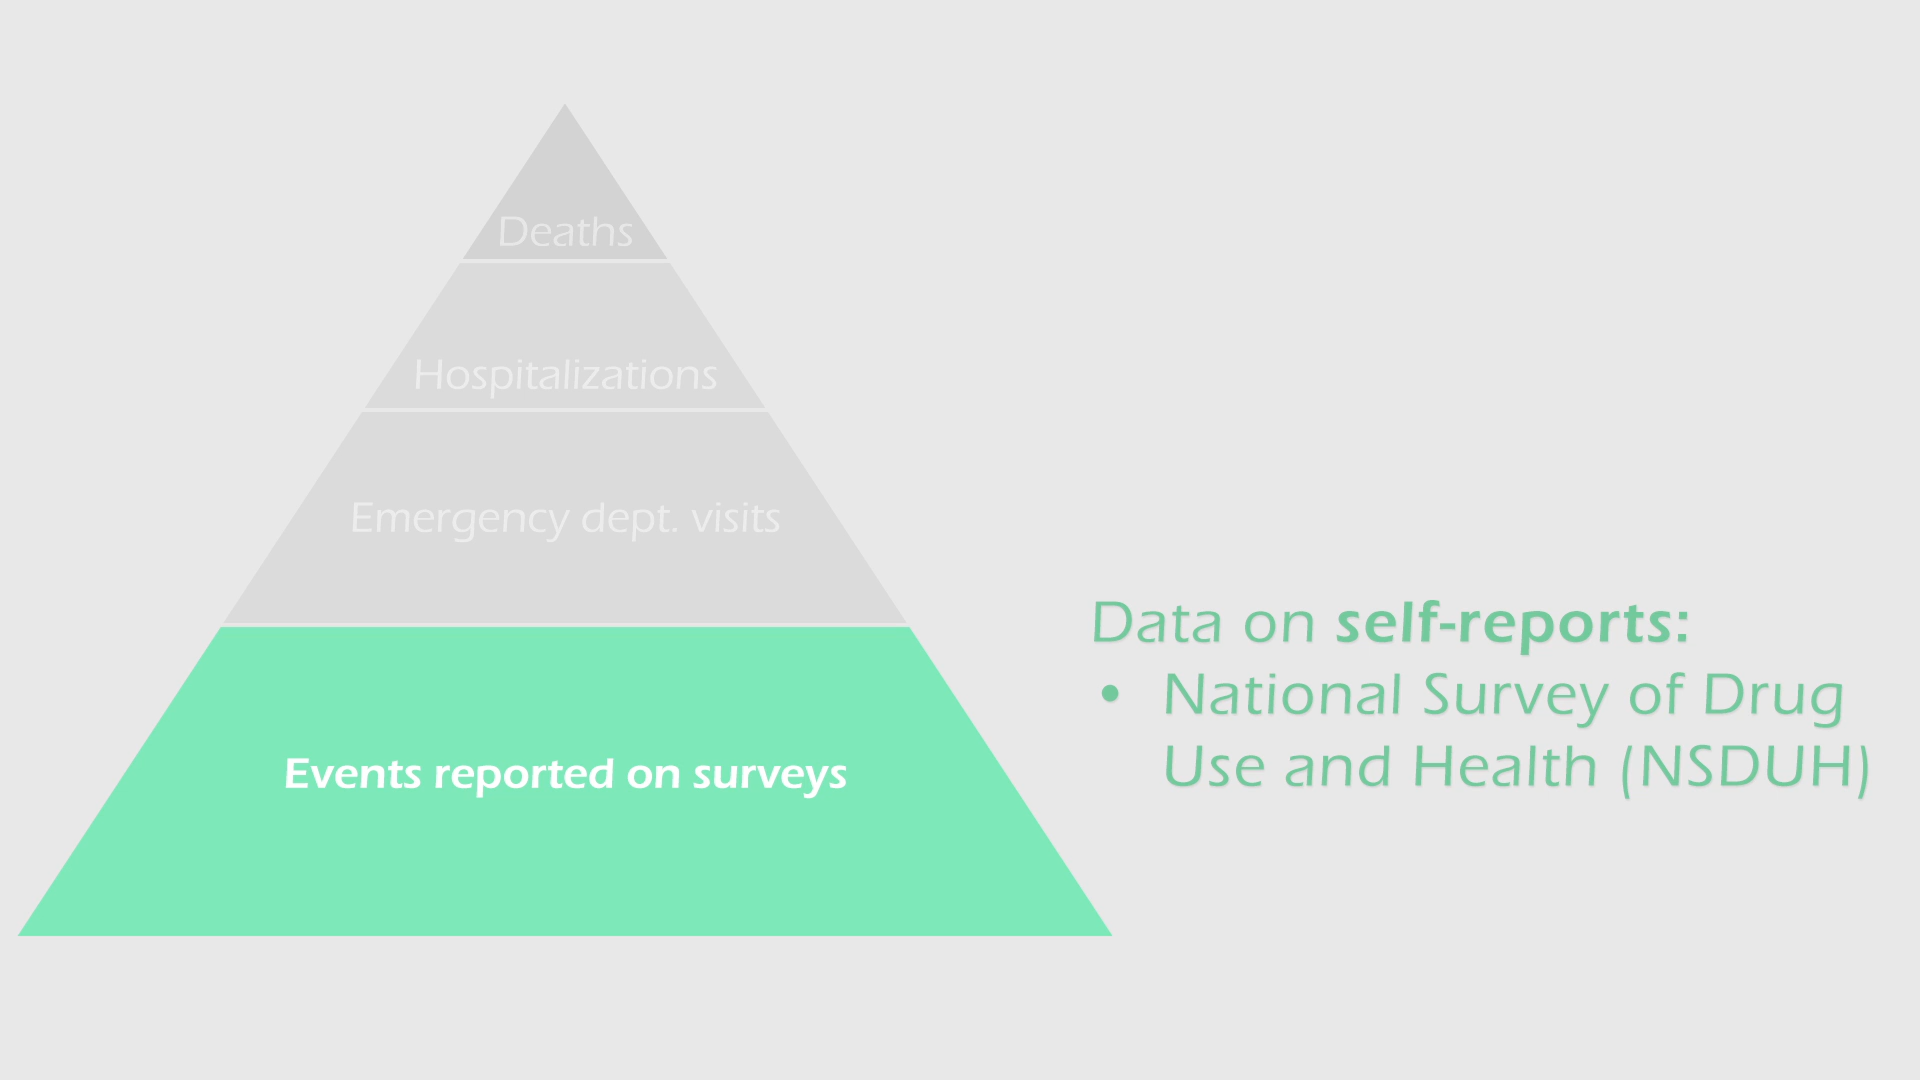 Deaths
Hospitalizations
Emergency dept. visits
Events reported on surveys
Data on self-reports:
• National Survey of Drug
Use and Health (NSDUH)